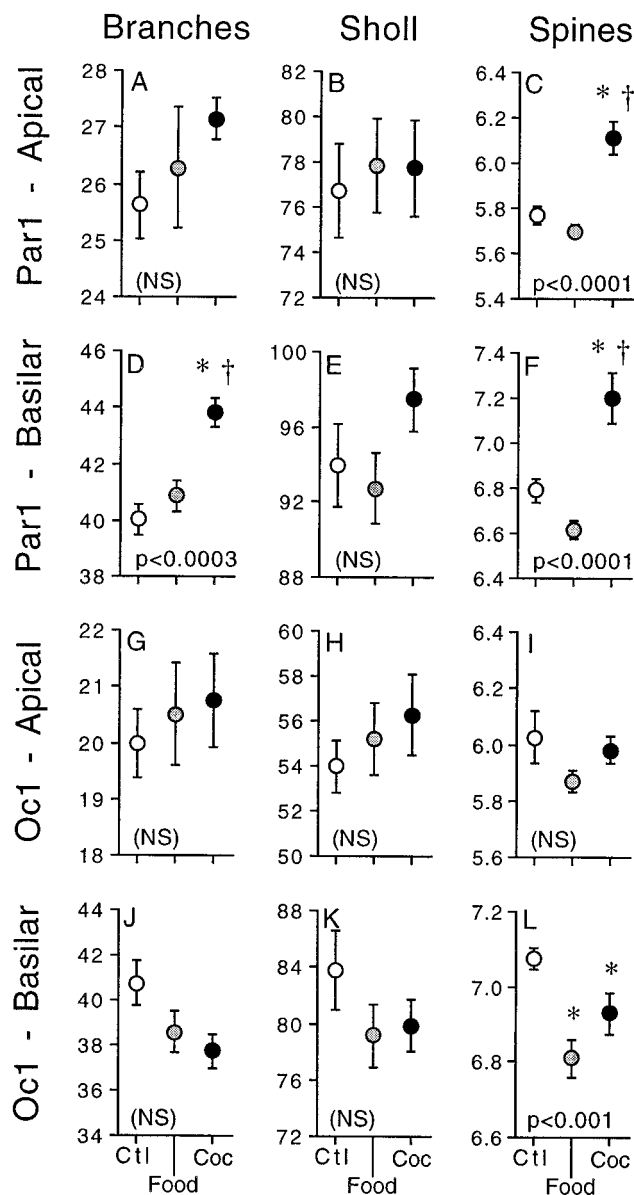 Branches Sholl Spines
Par1 - Apical
28
27
26
25
24
A
(NS)
82
80
78
76
74
72
B
(NS)
6.4
6.2
6.0
5.8
5.6
5.4
C
* †
p<0.0001
Par1 - Basilar
46
44
42
40
38
D
* †
p<0.0003
100
96
92
88
E
(NS)
7.4
7.2
7.0
6.8
6.6
6.4
F
* †
p<0.0001
Oc1 - Apical
22
21
20
19
18
G
(NS)
60
58
56
54
52
50
H
(NS)
6.4
6.2
6.0
5.8
5.6
I
(NS)
Oc1 - Basilar
44
42
40
38
36
34
J
(NS)
88
84
80
76
72
K
(NS)
7.2
7.0
6.8
6.6
L
*
*
p<0.001
Ctl Coc Ctl Coc Ctl Coc
Food Food Food